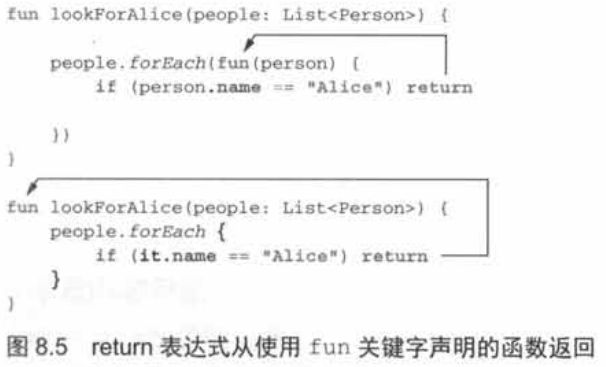 fun lookForAlice(people: List<Person>) {
people.forEach(fun(person) {
if (person.name == "Alice") return
})
}
fun lookForAlice(people: List<Person>) {
people.forEach {
if (it.name == "Alice") return
}
}
图 8.5 return 表达式从使用 fun 关键字声明的函数返回